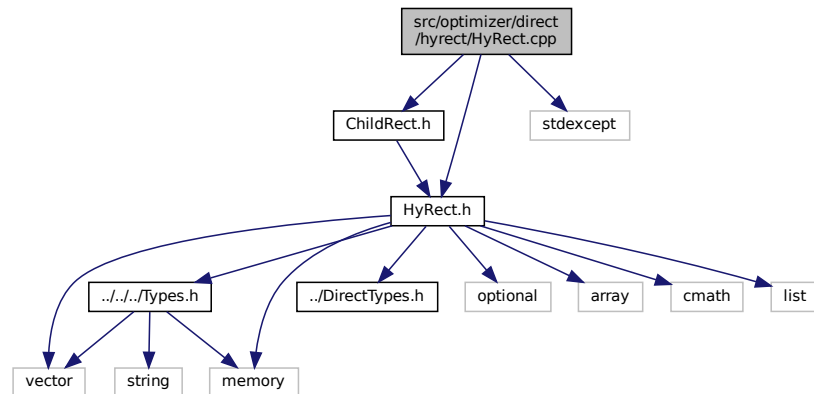 src/optimizer/direct
/hyrect/HyRect.cpp
ChildRect.h
stdexcept
HyRect.h
../../../Types.h
../DirectTypes.h
optional
array
cmath
list
vector
string
memory